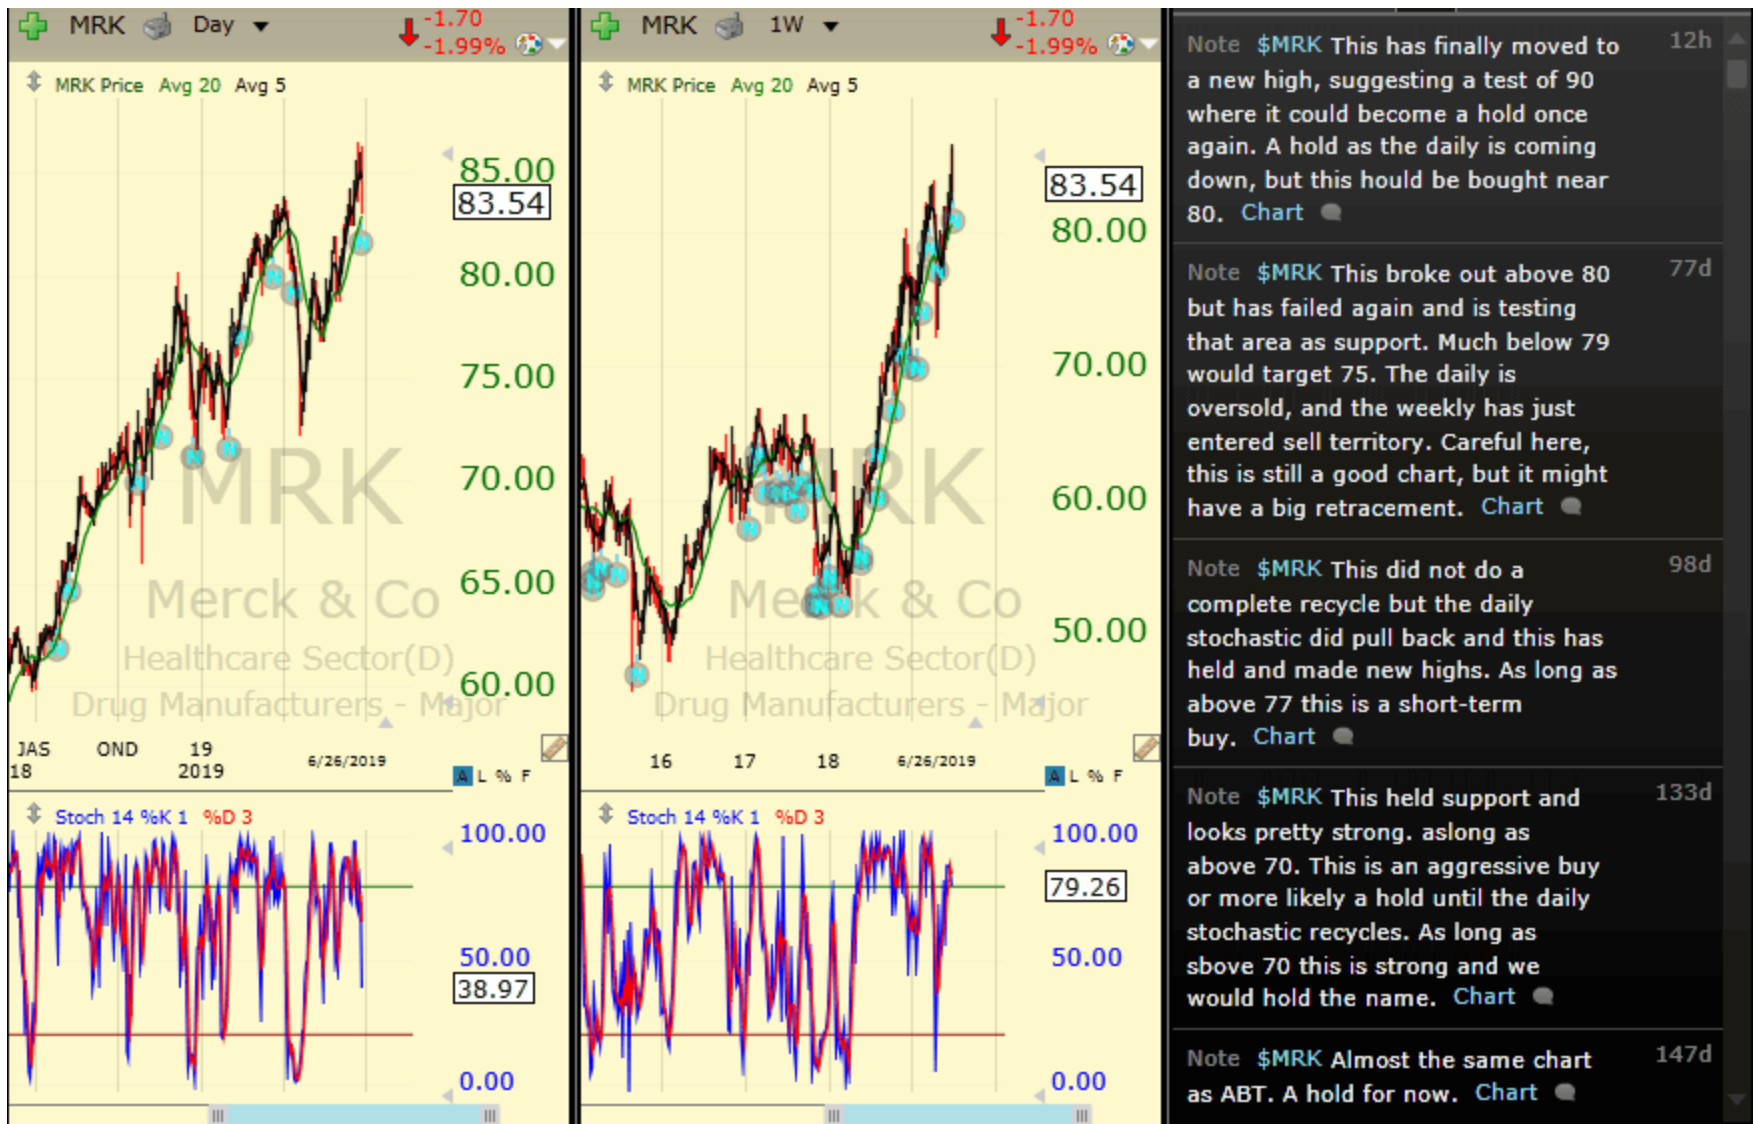 MRK Day -1.70
-1.99%
MRK Price Avg 20 Avg 5
85.00
83.54
80.00
75.00
70.00
65.00
60.00
MRK
Merck & Co
Healthcare Sector(D)
Drug Manufacturers - Major
JAS OND 19 6/26/2019
18 2019
A L % F
Stoch 14 %K 1 %D 3
100.00
50.00
38.97
0.00
MRK 1W -1.70
-1.99%
MRK Price Avg 20 Avg 5
83.54
80.00
70.00
60.00
50.00
MRK
Merck & Co
Healthcare Sector(D)
Drug Manufacturers - Major
16 17 18 6/26/2019
A L % F
Stoch 14 %K 1 %D 3
100.00
79.26
50.00
0.00
Note $MRK This has finally moved to 12h
a new high, suggesting a test of 90
where it could become a hold once
again. A hold as the daily is coming
down, but this hould be bought near
80. Chart
Note $MRK This broke out above 80 77d
but has failed again and is testing
that area as support. Much below 79
would target 75. The daily is
oversold, and the weekly has just
entered sell territory. Careful here,
this is still a good chart, but it might
have a big retracement. Chart
Note $MRK This did not do a 98d
complete recycle but the daily
stochastic did pull back and this has
held and made new highs. As long as
above 77 this is a short-term
buy. Chart
Note $MRK This held support and 133d
looks pretty strong. aslong as
above 70. This is an aggressive buy
or more likely a hold until the daily
stochastic recycles. As long as
sbove 70 this is strong and we
would hold the name. Chart
Note $MRK Almost the same chart 147d
as ABT. A hold for now. Chart